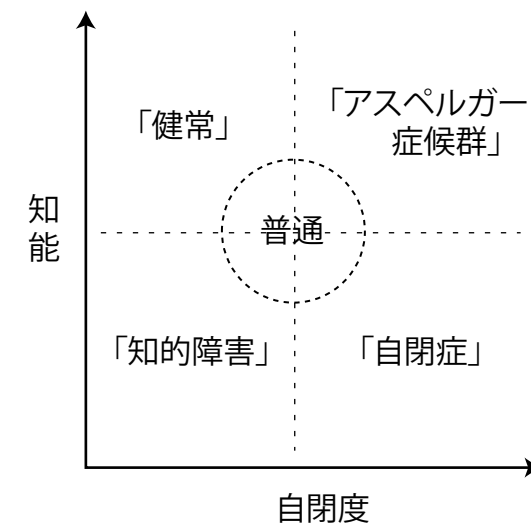 「健常」
「アスペルガー
症候群」
知能
普通
「知的障害」
「自閉症」
自閉度